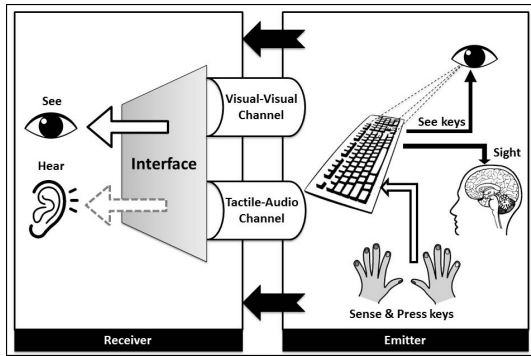 See
Hear
Interface
Visual-Visual
Channel
Tactile-Audio
Channel
See keys
Sight
Sense & Press keys
Receiver
Emitter